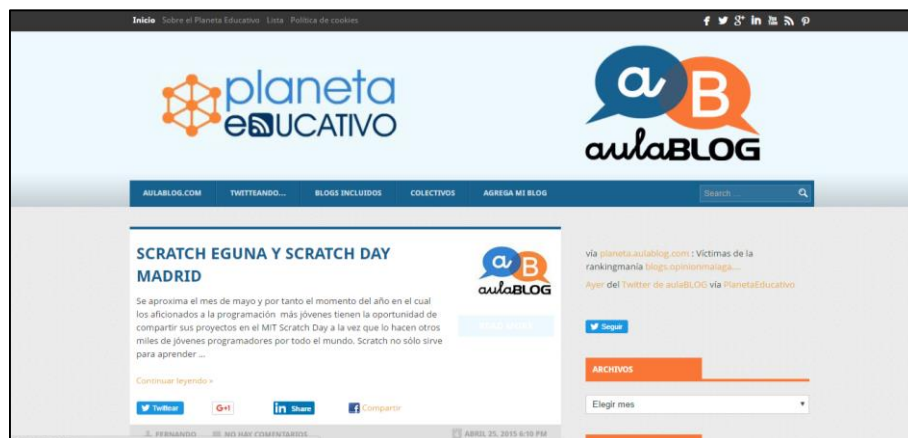 Inicio Sobre el Planeta Educativo Lista Política de cookies
planeta
eDUCATIVO
a B
aulaBLOG
AULABLOG.COM TWITTEANDO... BLOGS INCLUIDOS COLECTIVOS AGREGA MI BLOG
Search ...
SCRATCH EGUNA Y SCRATCH DAY
MADRID
Se aproxima el mes de mayo y por tanto el momento del año en el cual
los aficionados a la programación más jóvenes tienen la oportunidad de
compartir sus proyectos en el MIT Scratch Day a la vez que lo hacen otros
miles de jóvenes programadores por todo el mundo. Scratch no sólo sirve
para aprender ...
Continuar leyendo »
a B
aulaBLOG
READ MORE
Twittear G+1 in Share Compartir
FERNANDO NO HAY COMENTARIOS ABRIL 25, 2015 6:10 PM
vía planeta.aulablog.com : Víctimas de la
rankingmanía blogs.opinionmalaga....
Ayer del Twitter de aulaBLOG vía PlanetaEducativo
Seguir
ARCHIVOS
Elegir mes